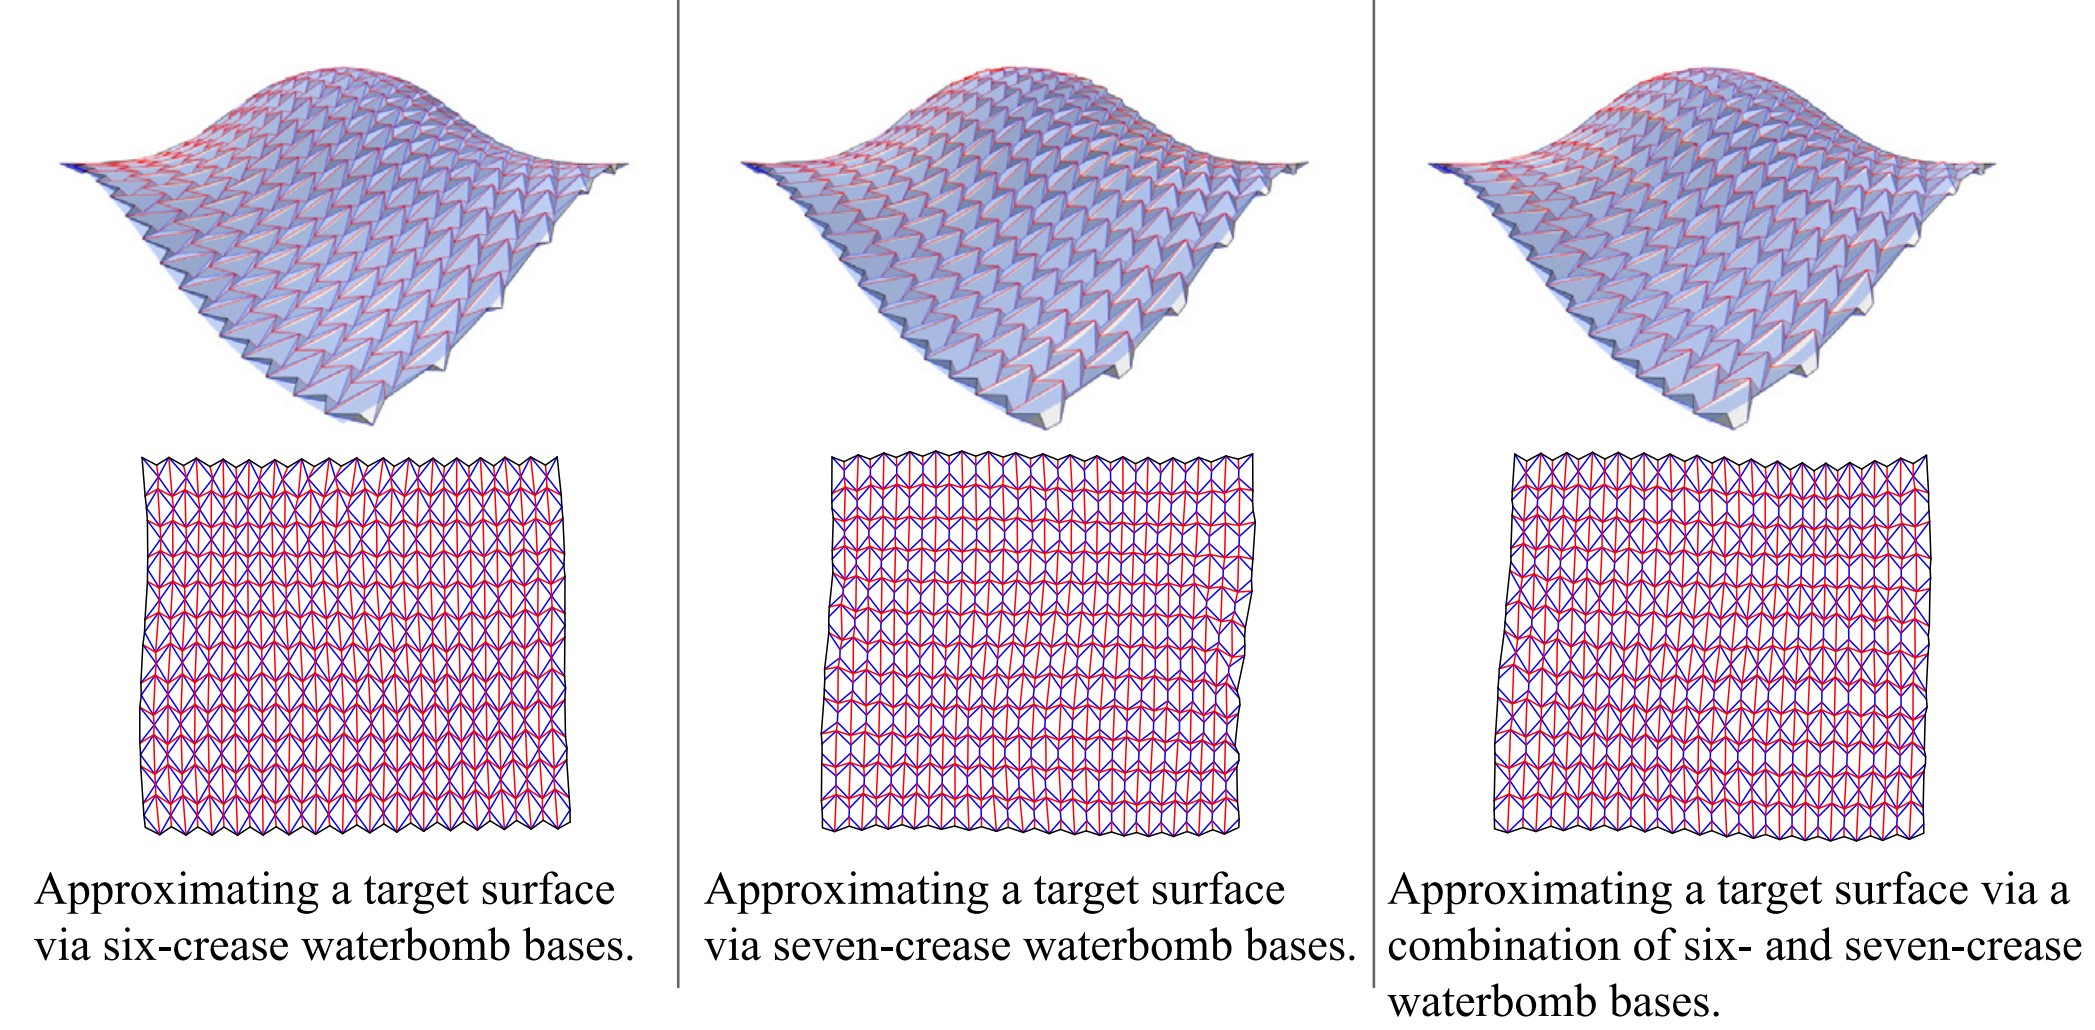 Approximating a target surface
via six-crease waterbomb bases.
Approximating a target surface
via seven-crease waterbomb bases.
Approximating a target surface via a
combination of six- and seven-crease
waterbomb bases.